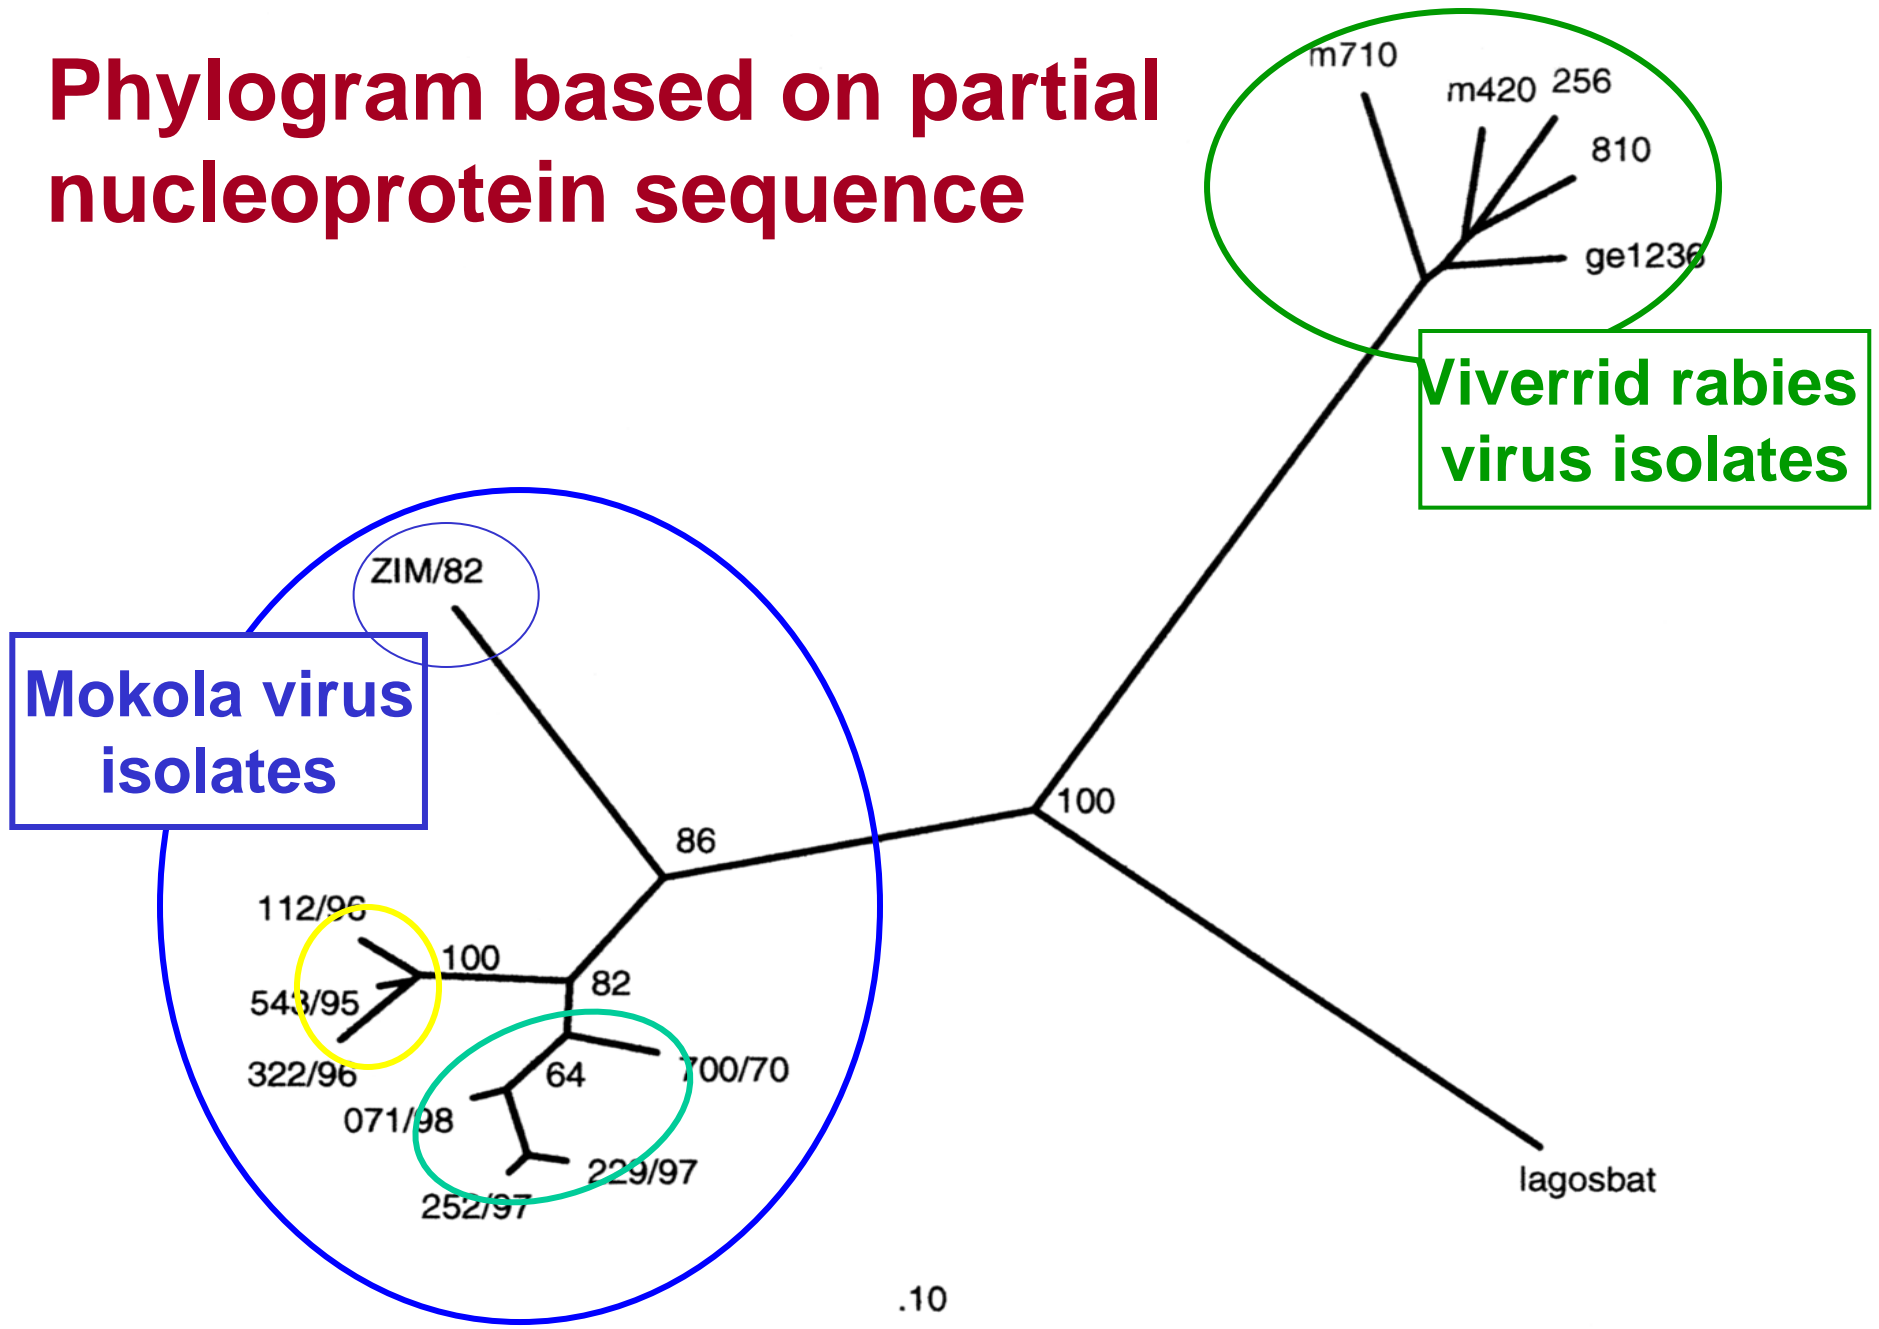 Phylogram based on partial
nucleoprotein sequence
m710
m420
256
810
ge1236
Viverrid rabies
virus isolates
ZIM/82
Mokola virus
isolates
86
100
112/96
100
82
543/95
322/96
64
700/70
071/98
229/97
252/97
lagosbat
.10